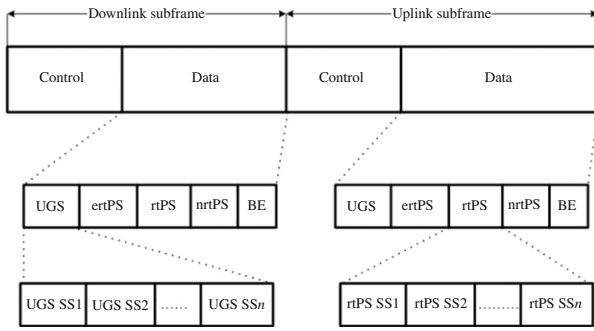 Downlink subframe Uplink subframe
Control Data Control Data
UGS ertPS rtPS nrtPS BE UGS ertPS rtPS nrtPS BE
UGS SS1 UGS SS2 ...... UGS SSn rtPS SS1 rtPS SS2 ........ rtPS SSn